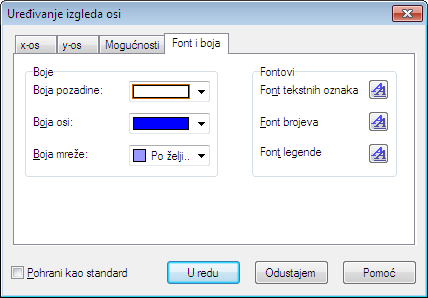 Uređivanje izgleda osi
x-os y-os Mogućnosti Font i boja
Boje
Boja pozadine:
Boja osi:
Boja mreže: Po želji..
Fontovi
Font tekstnih oznaka
Font brojeva
Font legende
Pohrani kao standard U redu Odustajem Pomoć